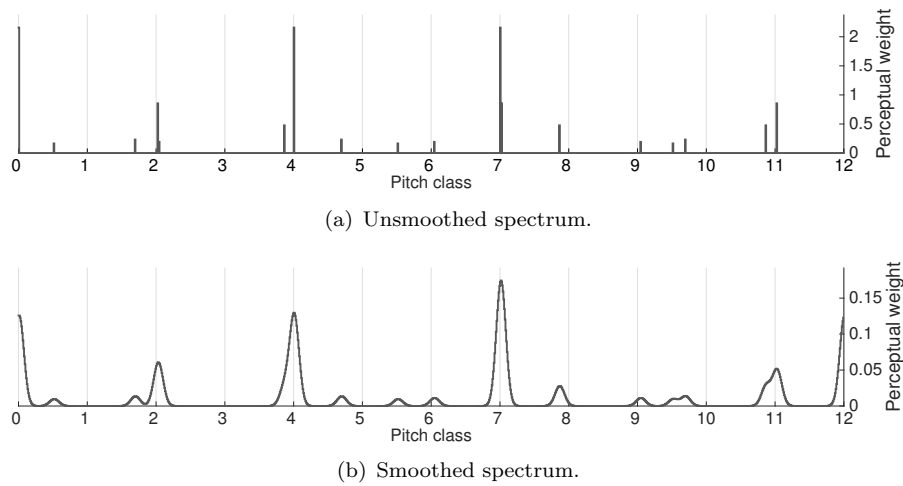 2
1.5
1
0.5
0
Perceptual weight
0 1 2 3 4 5 6 7 8 9 10 11 12
Pitch class
(a) Unsmoothed spectrum.
0.15
0.1
0.05
0
Perceptual weight
0 1 2 3 4 5 6 7 8 9 10 11 12
Pitch class
(b) Smoothed spectrum.